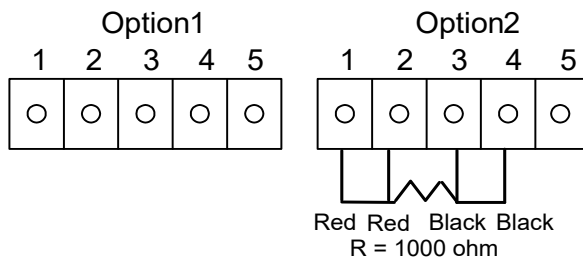 Option1 Option2
1 2 3 4 5 1 2 3 4 5
Red Red Black Black
R = 1000 ohm